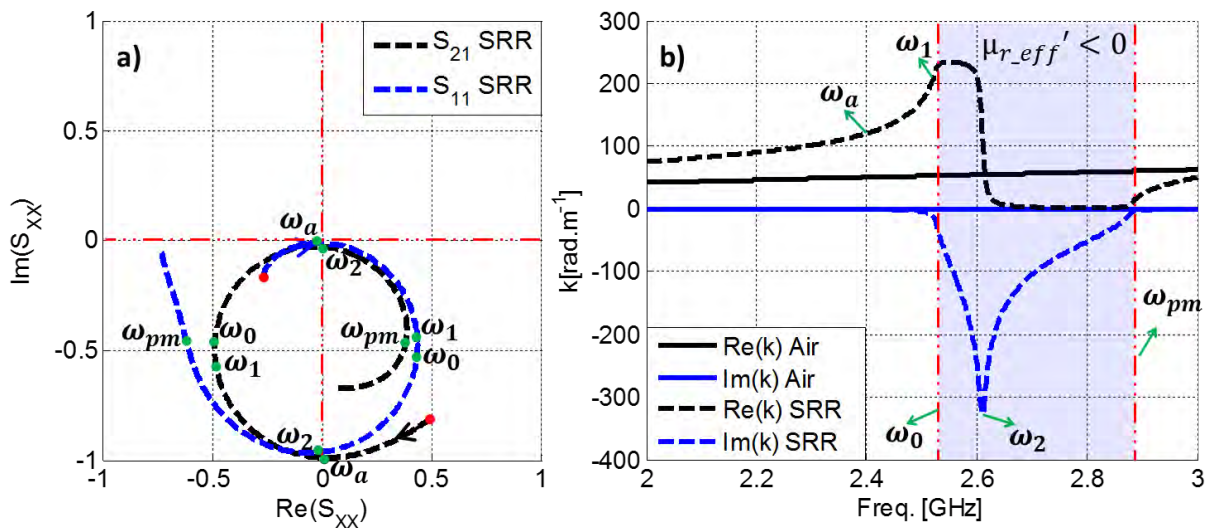 a)
S21 SRR
S11 SRR
1
0.5
0
-0.5
-1
Im(SXX)
ωa
ω2
ωpm
ω0
ω1
ωpm
ω1
ω0
ω2
ωa
-1
-0.5
0
0.5
1
Re(SXX)
b)
300
200
100
0
-100
-200
-300
-400
k[rad.m-1]
ω1
μr_eff′ < 0
ωa
ωpm
Re(k) Air
Im(k) Air
Re(k) SRR
Im(k) SRR
ω0
ω2
2
2.2
2.4
2.6
2.8
3
Freq. [GHz]